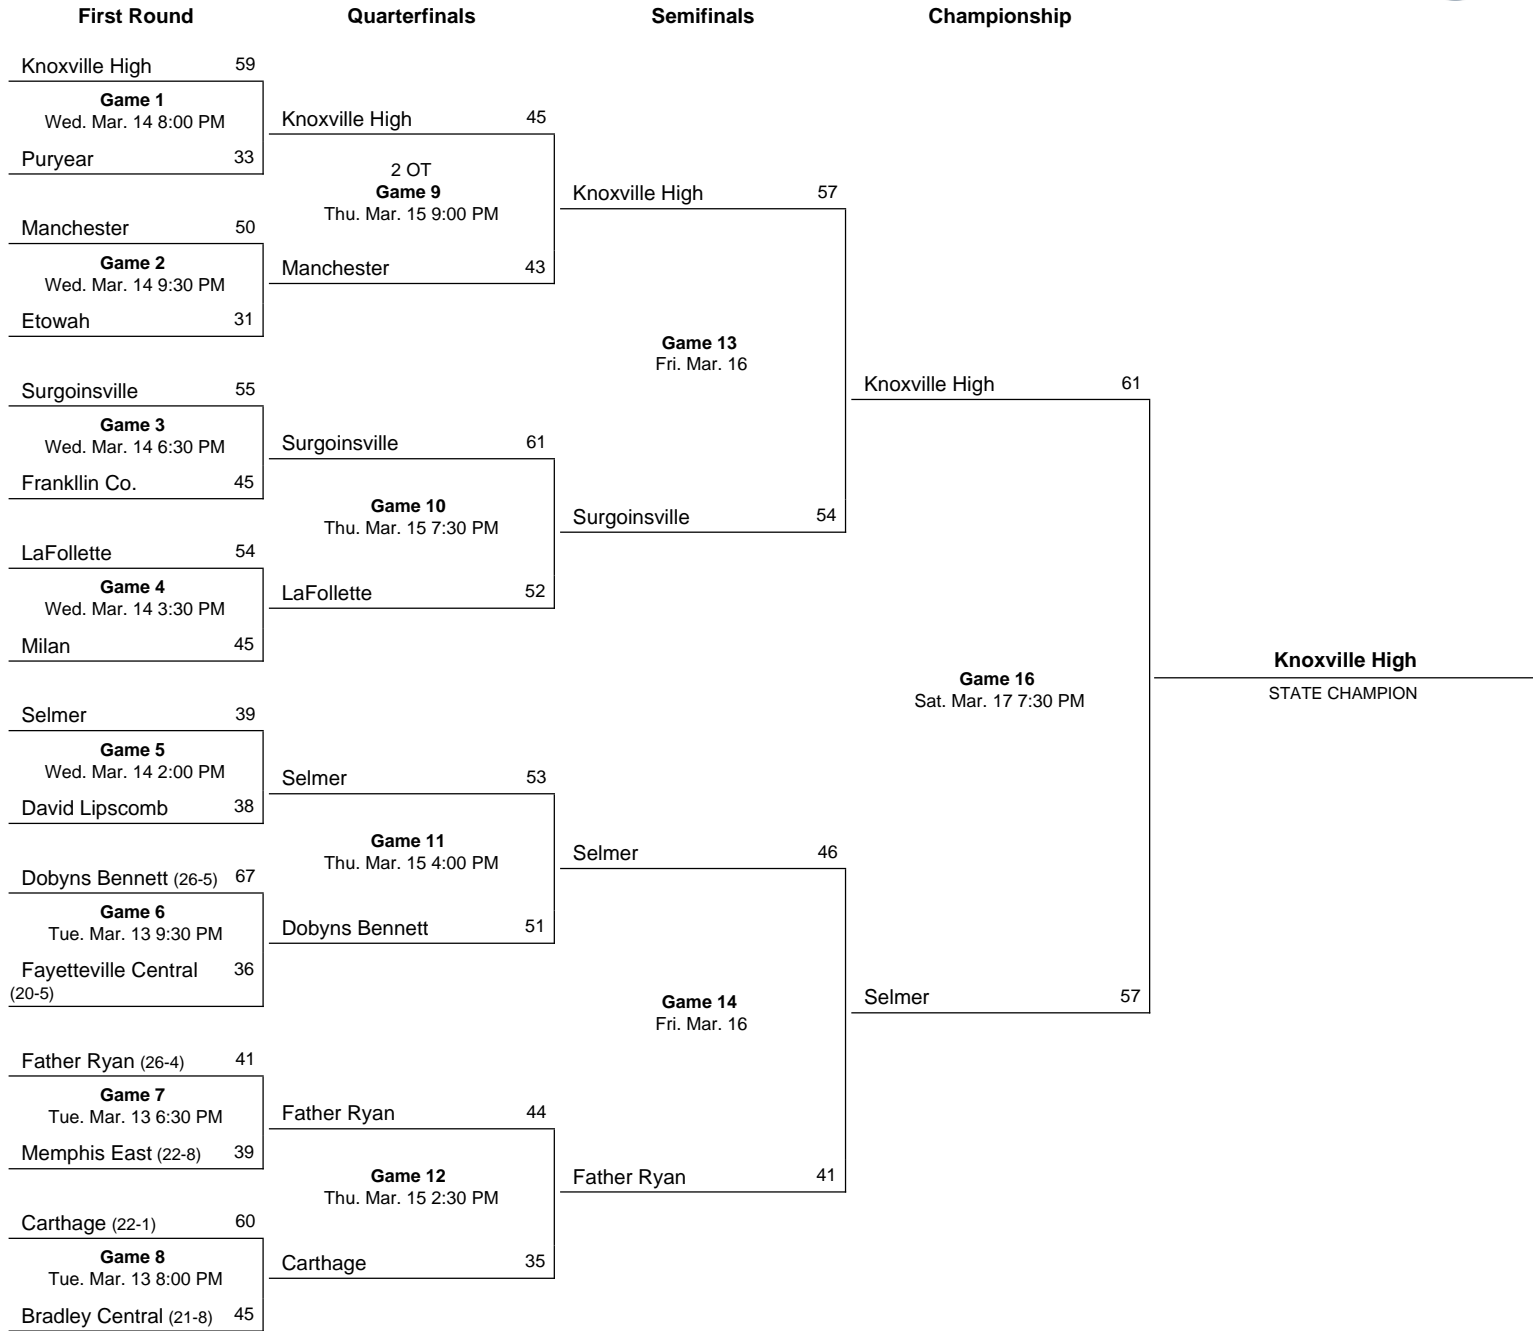 First Round Quarterfinals Semifinals Championship
Knoxville High 59
Game 1
Wed. Mar. 14 8:00 PM
Puryear 33
Manchester 50
Game 2
Wed. Mar. 14 9:30 PM
Etowah 31
Surgoinsville 55
Game 3
Wed. Mar. 14 6:30 PM
Frankllin Co. 45
LaFollette 54
Game 4
Wed. Mar. 14 3:30 PM
Milan 45
Selmer 39
Game 5
Wed. Mar. 14 2:00 PM
David Lipscomb 38
Dobyns Bennett (26-5) 67
Game 6
Tue. Mar. 13 9:30 PM
Fayetteville Central 36
(20-5)
Father Ryan (26-4) 41
Game 7
Tue. Mar. 13 6:30 PM
Memphis East (22-8) 39
Carthage (22-1) 60
Game 8
Tue. Mar. 13 8:00 PM
Bradley Central (21-8) 45
Knoxville High 45
2 OT
Game 9
Thu. Mar. 15 9:00 PM
Manchester 43
Surgoinsville 61
Game 10
Thu. Mar. 15 7:30 PM
LaFollette 52
Selmer 53
Game 11
Thu. Mar. 15 4:00 PM
Dobyns Bennett 51
Father Ryan 44
Game 12
Thu. Mar. 15 2:30 PM
Carthage 35
Knoxville High 57
Game 13
Fri. Mar. 16
Surgoinsville 54
Selmer 46
Game 14
Fri. Mar. 16
Father Ryan 41
Knoxville High 61
Game 16
Sat. Mar. 17 7:30 PM
Selmer 57
Knoxville High
STATE CHAMPION